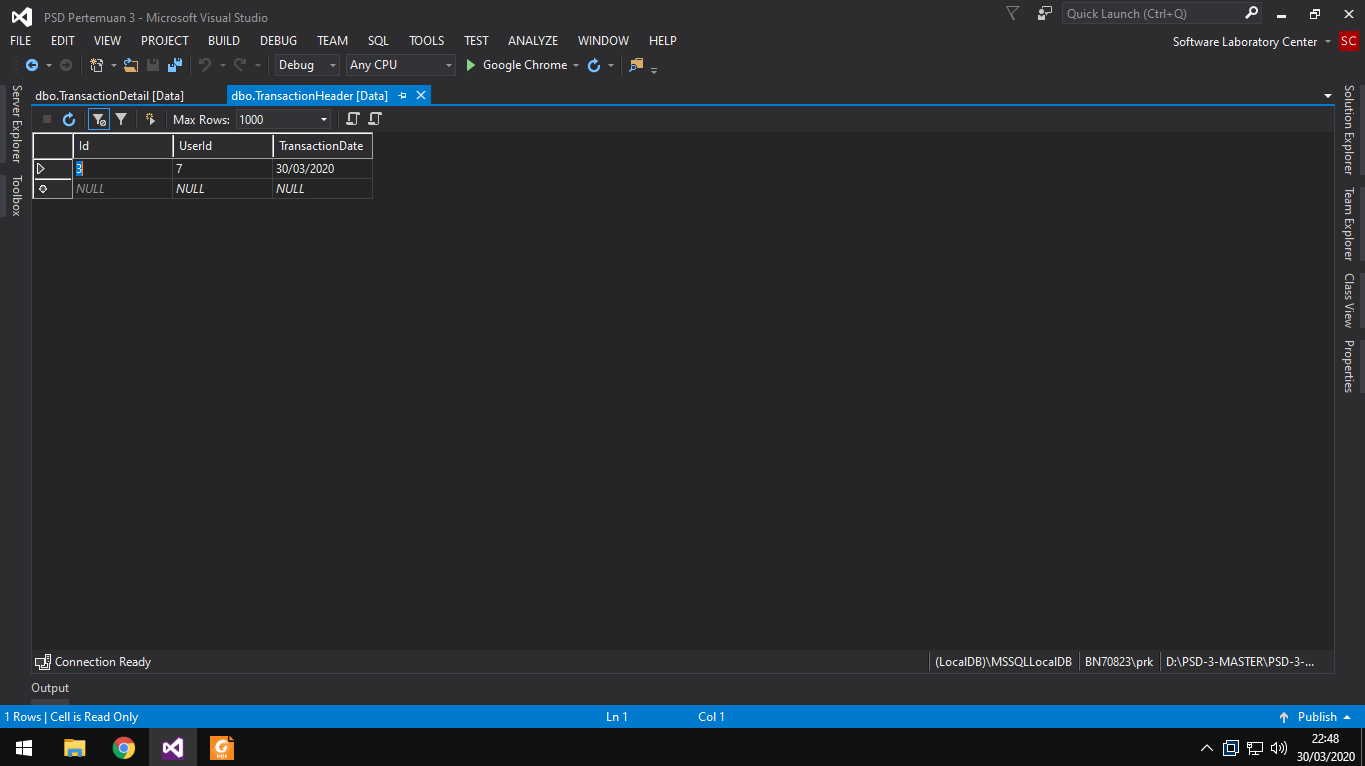 PSD Pertemuan 3 - Microsoft Visual Studio
Quick Launch (Ctrl+Q)
FILE EDIT VIEW PROJECT BUILD DEBUG TEAM SQL TOOLS TEST ANALYZE WINDOW HELP
Software Laboratory Center SC
Debug Any CPU Google Chrome
Server Explorer
Toolbox
dbo.TransactionDetail [Data] dbo.TransactionHeader [Data]
Max Rows: 1000
Id UserId TransactionDate
3 7 30/03/2020
NULL NULL NULL
Solution Explorer
Team Explorer
Class View
Properties
Connection Ready (LocalDB)\MSSQLLocalDB BN70823\prk D:\PSD-3-MASTER\PSD-3-...
Output
1 Rows | Cell is Read Only Ln 1 Col 1 Publish
22:48
30/03/2020